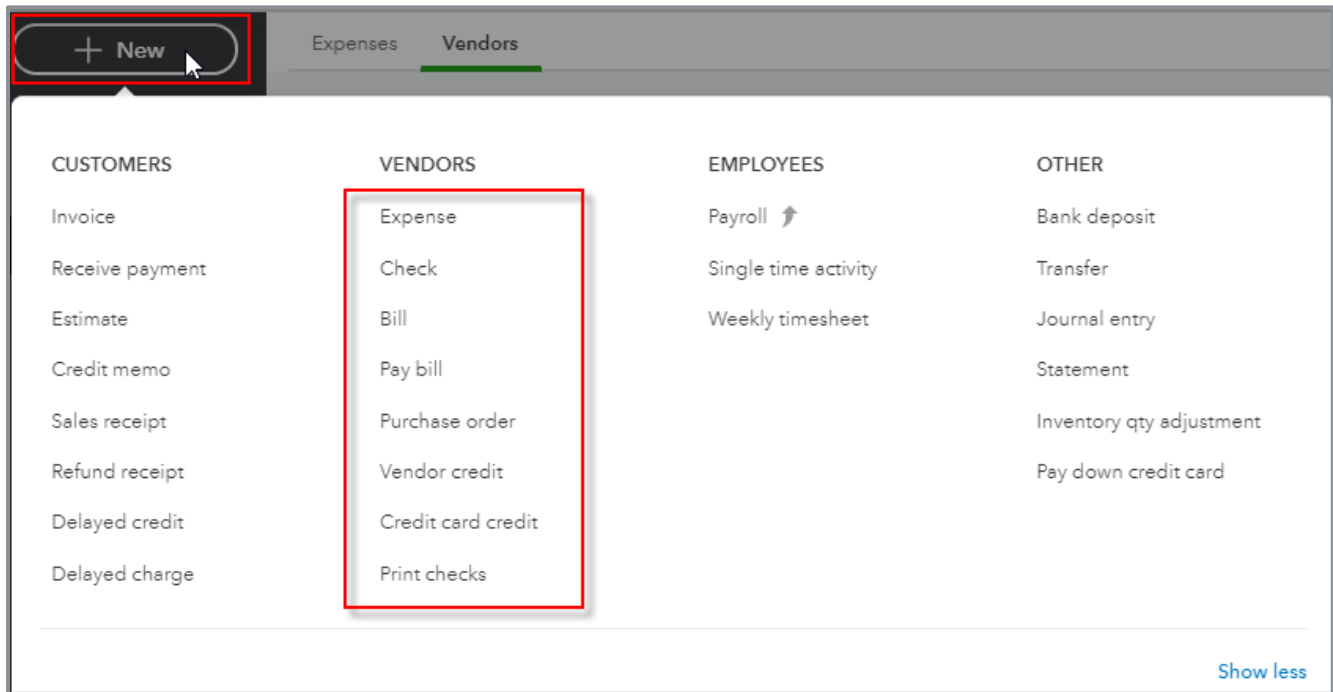 + New
Expenses Vendors
CUSTOMERS
Invoice
Receive payment
Estimate
Credit memo
Sales receipt
Refund receipt
Delayed credit
Delayed charge
VENDORS
Expense
Check
Bill
Pay bill
Purchase order
Vendor credit
Credit card credit
Print checks
EMPLOYEES
Payroll
Single time activity
Weekly timesheet
OTHER
Bank deposit
Transfer
Journal entry
Statement
Inventory qty adjustment
Pay down credit card
Show less